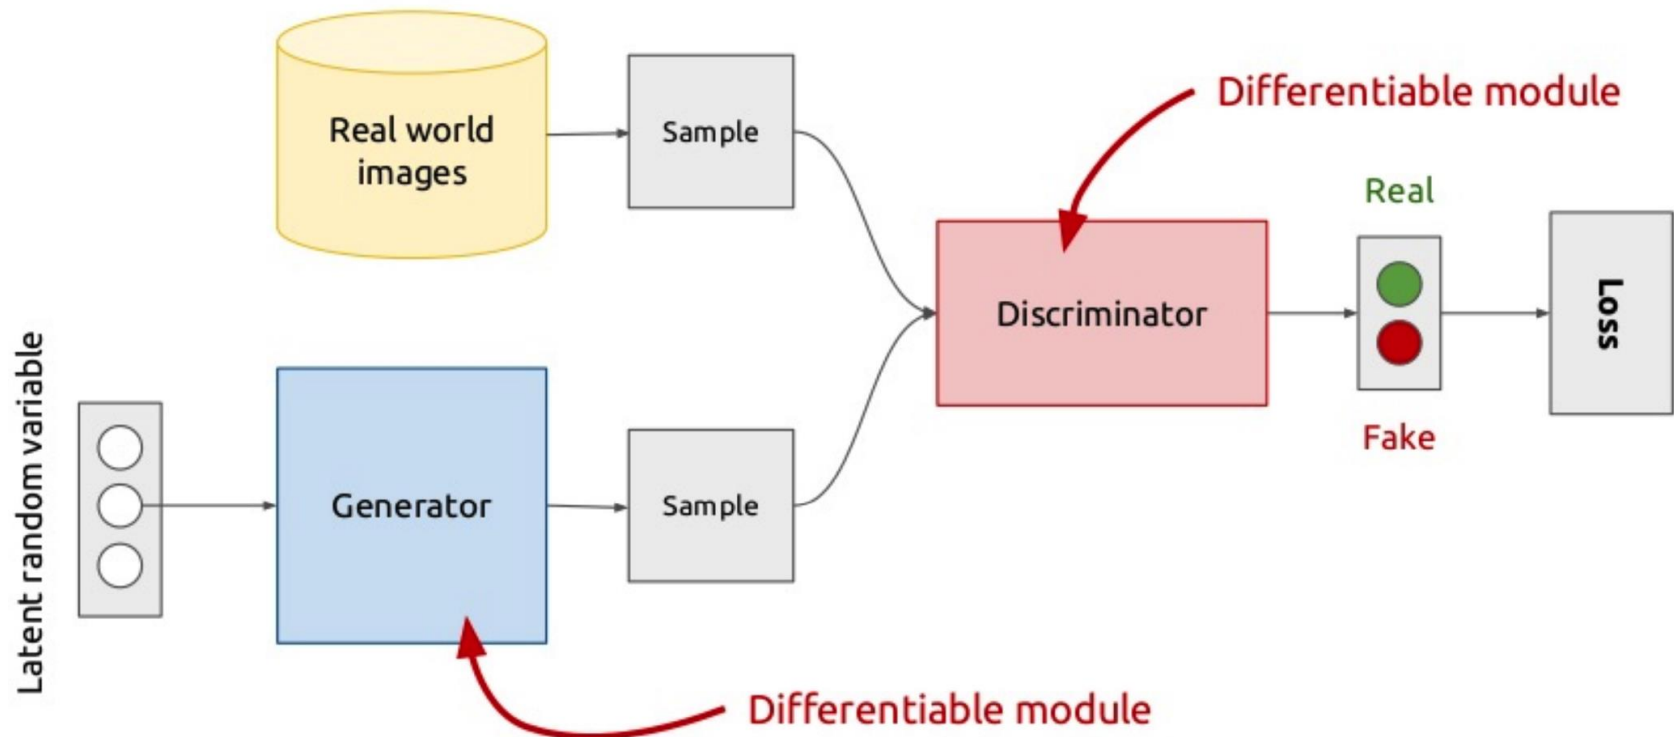 Differentiable module
Real world
images
Sample
Real
Discriminator
Loss
Fake
Latent random variable
Generator
Sample
Differentiable module